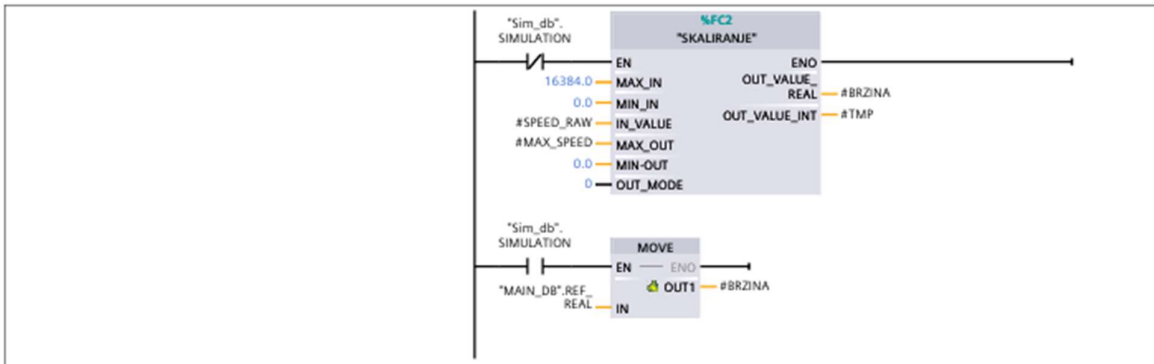 "Sim_db".
SIMULATION
%FC2
"SKALIRANJE"
EN
ENO
16384.0
MAX_IN
OUT_VALUE_
REAL
#BRZINA
0.0
MIN_IN
OUT_VALUE_INT
#TMP
#SPEED_RAW
IN_VALUE
#MAX_SPEED
MAX_OUT
0.0
MIN-OUT
0
OUT_MODE
"Sim_db".
SIMULATION
MOVE
EN
ENO
OUT1
#BRZINA
"MAIN_DB".REF_
REAL
IN